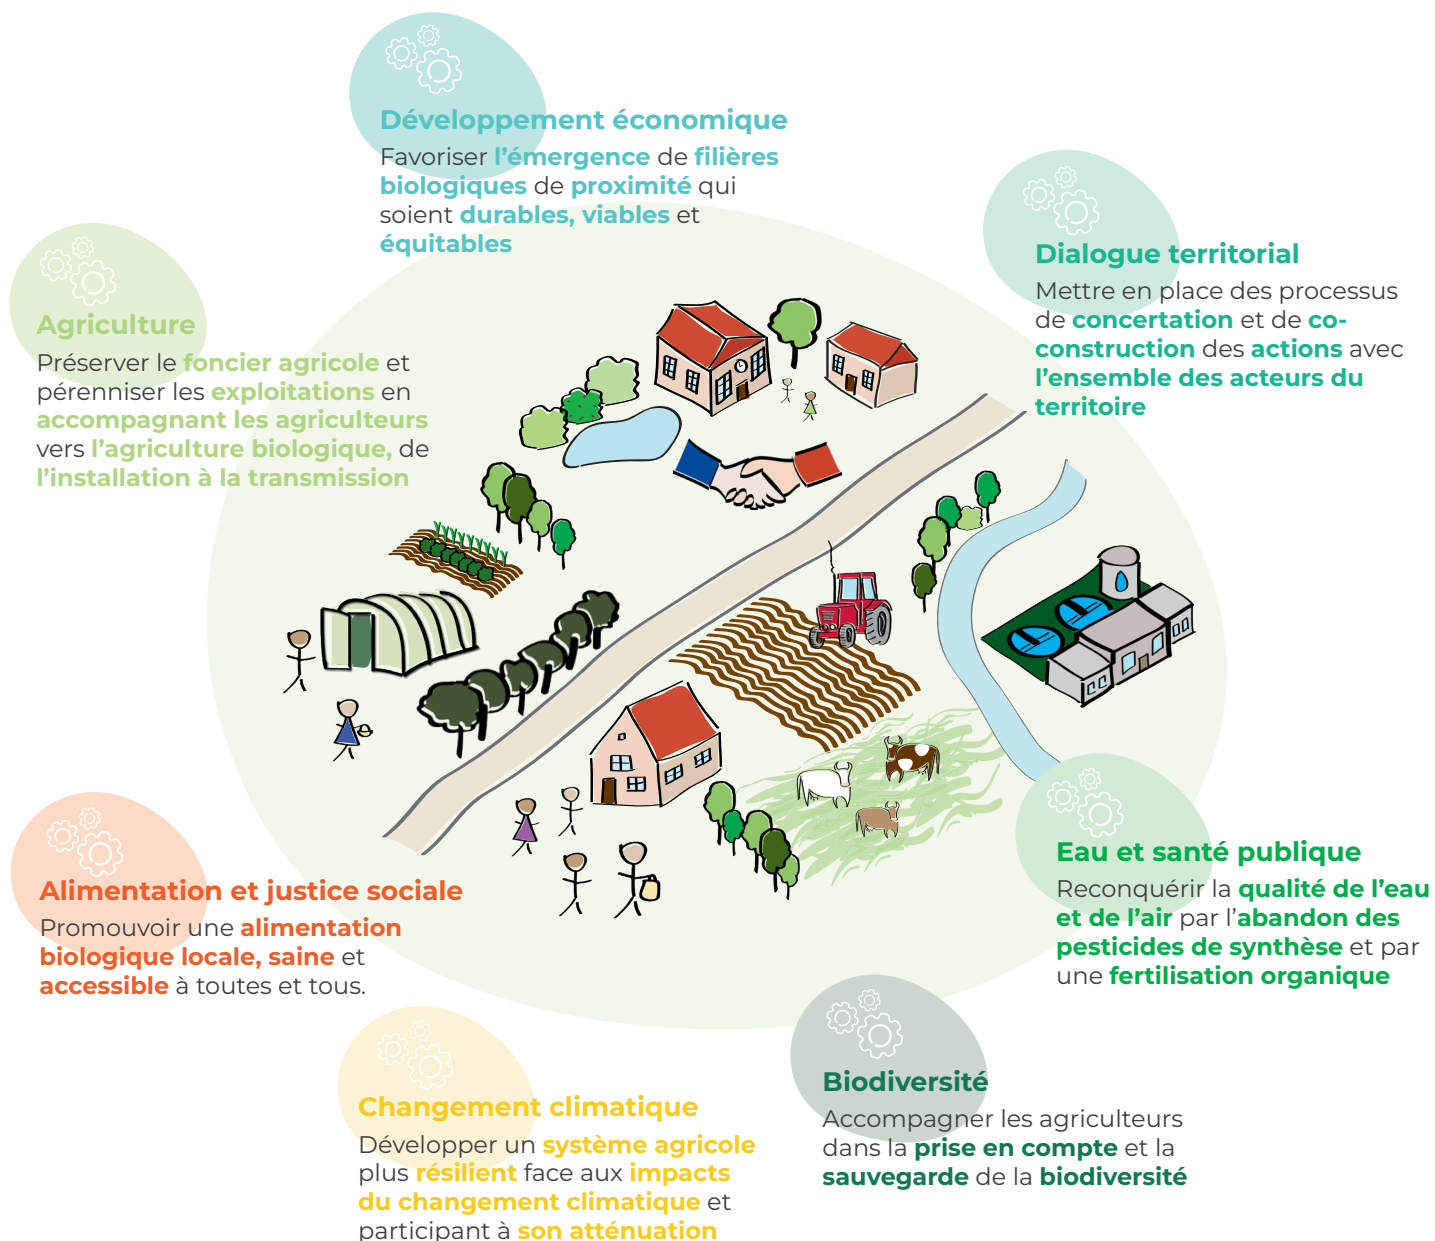 Développement économique
Favoriser l’émergence de filières
biologiques de proximité qui
soient durables, viables et
équitables
Dialogue territorial
Mettre en place des processus
de concertation et de co-
construction des actions avec
l’ensemble des acteurs du
territoire
Agriculture
Préserver le foncier agricole et
pérenniser les exploitations en
accompagnant les agriculteurs
vers l’agriculture biologique, de
l’installation à la transmission
Eau et santé publique
Reconquérir la qualité de l’eau
et de l’air par l’abandon des
pesticides de synthèse et par
une fertilisation organique
Alimentation et justice sociale
Promouvoir une alimentation
biologique locale, saine et
accessible à toutes et tous.
Biodiversité
Accompagner les agriculteurs
dans la prise en compte et la
sauvegarde de la biodiversité
Changement climatique
Développer un système agricole
plus résilient face aux impacts
du changement climatique et
participant à son atténuation